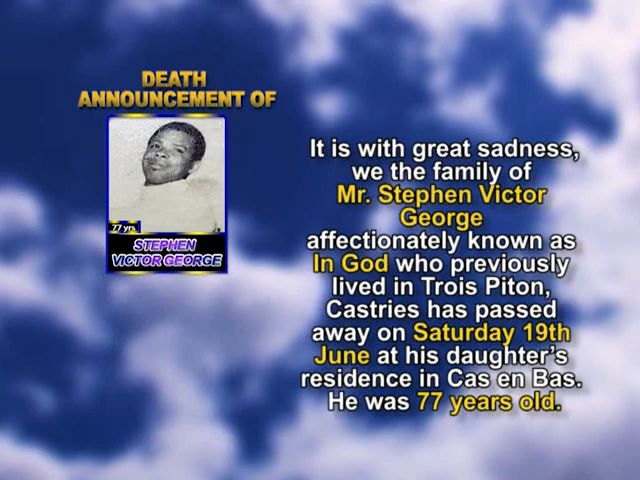 DEATH
ANNOUNCEMENT OF
77 yrs
STEPHEN
VICTOR GEORGE
It is with great sadness,
we the family of
Mr. Stephen Victor
George
affectionately known as
In God who previously
lived in Trois Piton,
Castries has passed
away on Saturday 19th
June at his daughter's
residence in Cas en Bas.
He was 77 years old.